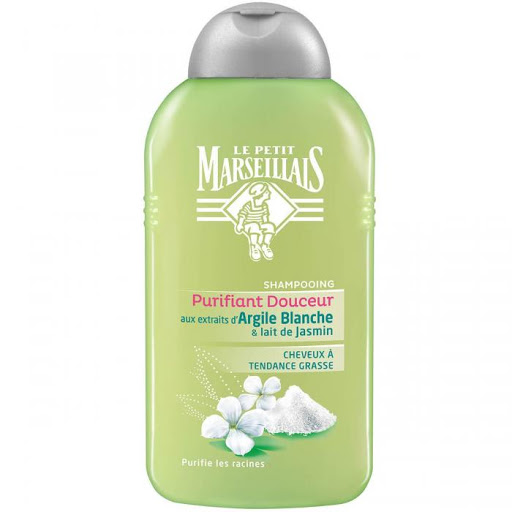 LE PETIT
MARSEILLAIS
SHAMPOOING
Purifiant Douceur
aux extraits d'Argile Blanche
& lait de Jasmin
CHEVEUX À
TENDANCE GRASSE
Purifie les racines